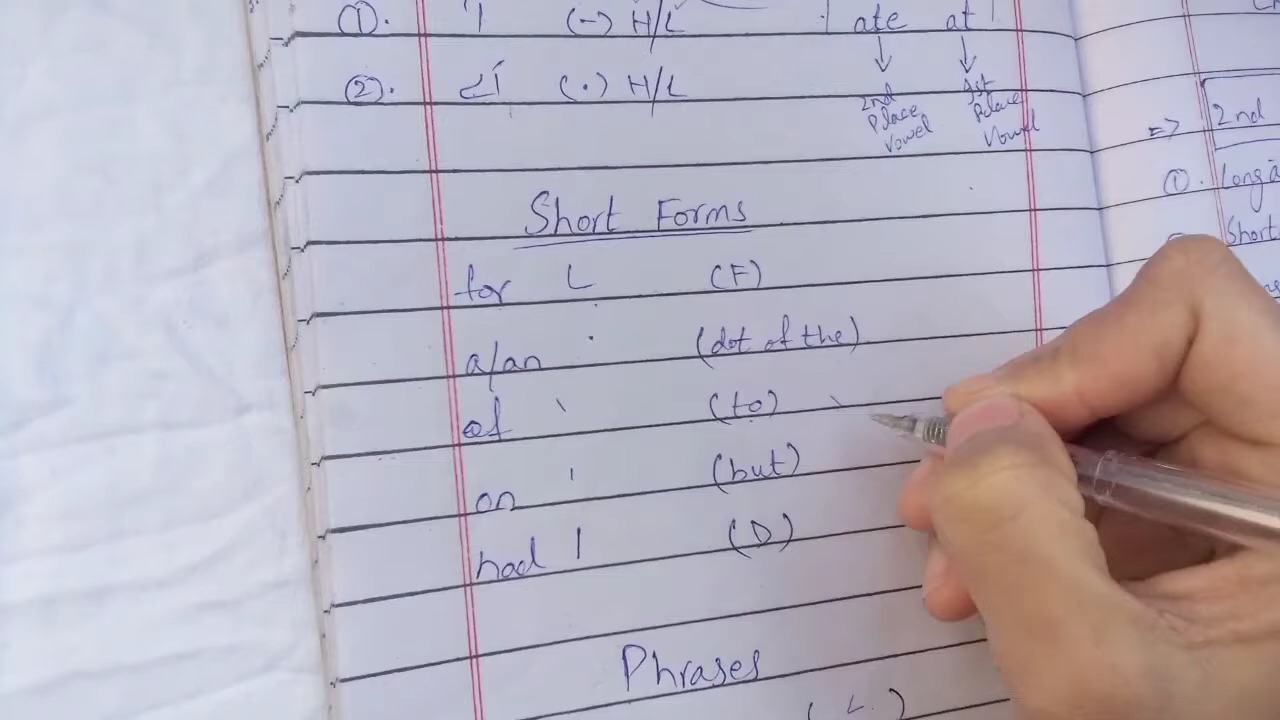 ①. (-) H/L ate at
②. (.) H/L 2nd Place Vowel 1st Place Vowel
=> 2nd
①. Long
Short
Short Forms
for (F)
a/an (dot of the)
of (to)
on (but)
had (D)
Phrases